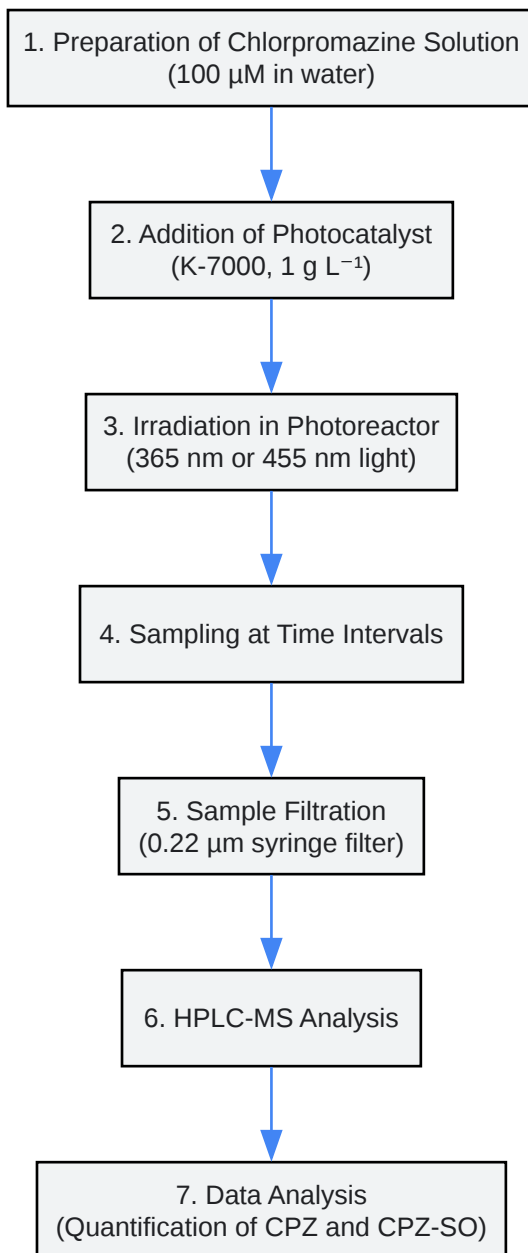 1. Preparation of Chlorpromazine Solution
(100 µM in water)
2. Addition of Photocatalyst
(K-7000, 1 g L⁻¹)
3. Irradiation in Photoreactor
(365 nm or 455 nm light)
4. Sampling at Time Intervals
5. Sample Filtration
(0.22 µm syringe filter)
6. HPLC-MS Analysis
7. Data Analysis
(Quantification of CPZ and CPZ-SO)